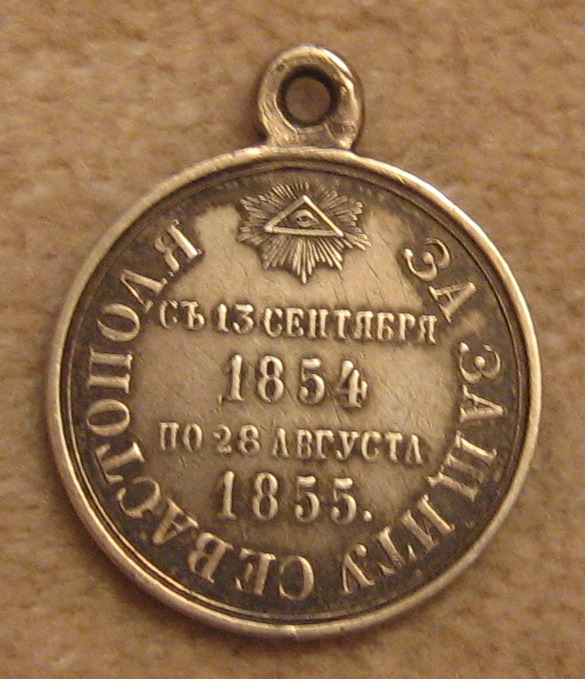 ЗА ЗАЩИТУ СЕВАСТОПОЛЯ
СЪ 13 СЕНТЯБРЯ
1854
ПО 28 АВГУСТА
1855.